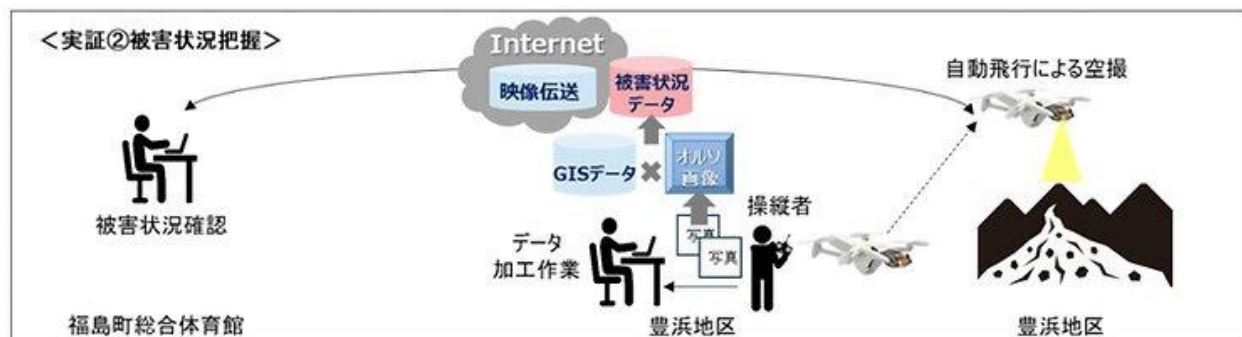 ＜実証②被害状況把握＞
Internet
映像伝送
被害状況
データ
自動飛行による空撮
GISデータ
オルソ
画像
被害状況確認
データ
加工作業
写真
写真
操縦者
福島町総合体育館
豊浜地区
豊浜地区